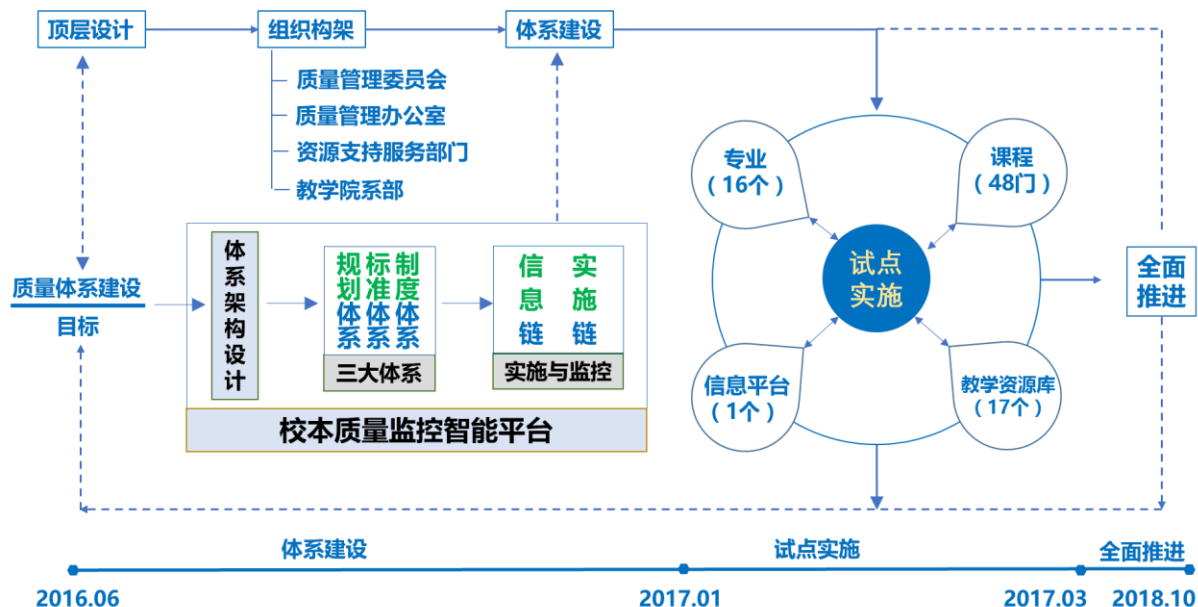 顶层设计
组织构架
体系建设
质量管理委员会
质量管理办公室
资源支持服务部门
教学院系部
质量体系建设
目标
体系架构设计
规划体系
标准体系
制度体系
三大体系
信息链
实施链
实施与监控
校本质量监控智能平台
专业
（16个）
课程
（48门）
试点
实施
信息平台
（1个）
教学资源库
（17个）
全面
推进
体系建设
试点实施
全面推进
2016.06
2017.01
2017.03
2018.10